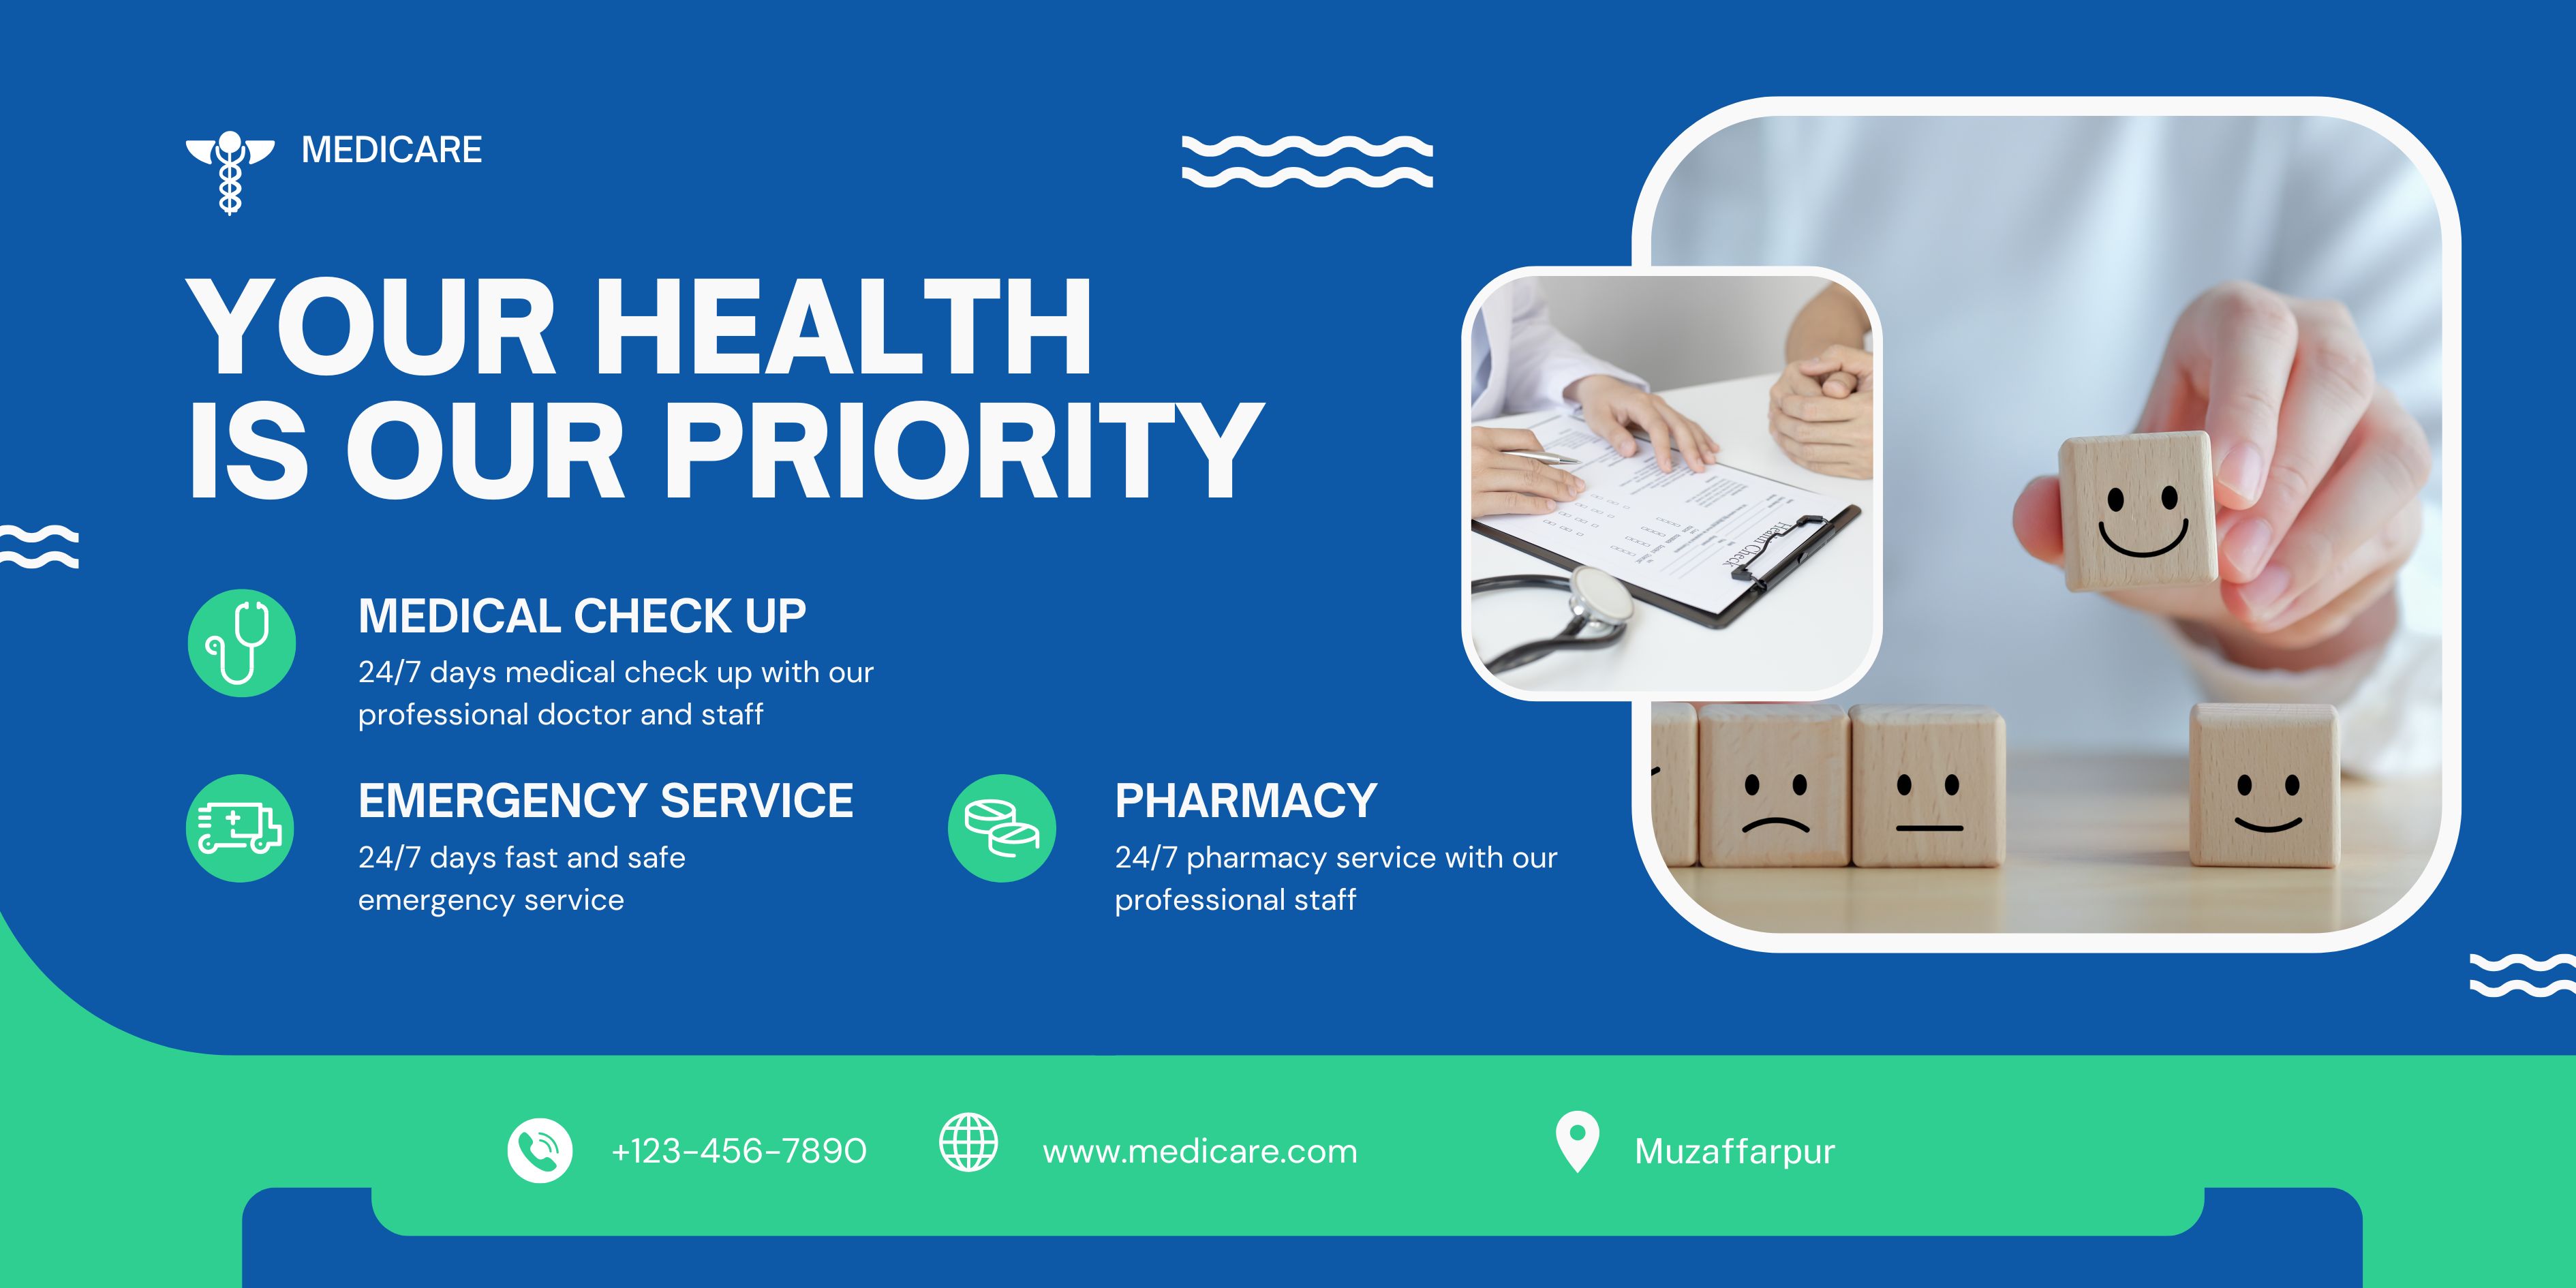 MEDICARE
YOUR HEALTH
IS OUR PRIORITY
MEDICAL CHECK UP
24/7 days medical check up with our
professional doctor and staff
EMERGENCY SERVICE
24/7 days fast and safe
emergency service
PHARMACY
24/7 pharmacy service with our
professional staff
Health Check
+123-456-7890
www.medicare.com
Muzaffarpur